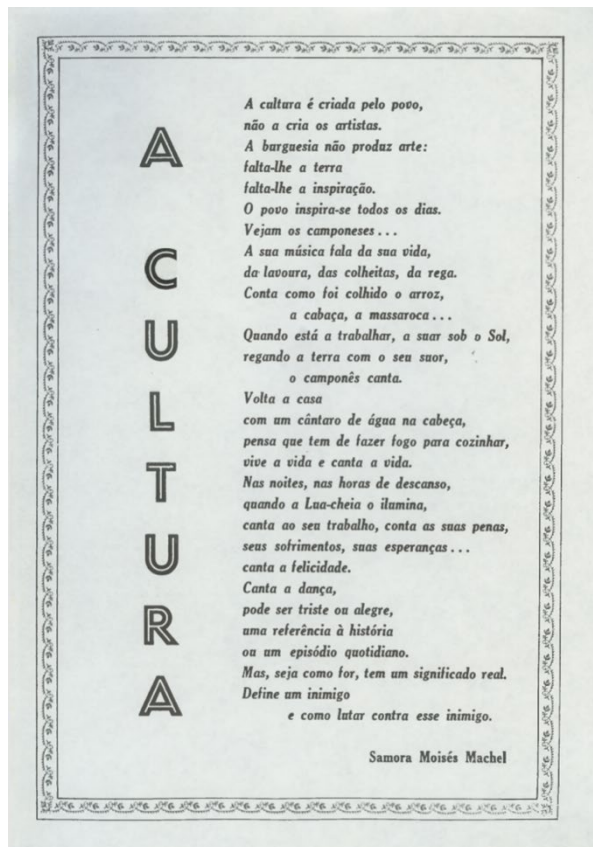 A CULTURA
A cultura é criada pelo povo,
não a cria os artistas.
A burguesia não produz arte:
falta-lhe a terra
falta-lhe a inspiração.
O povo inspira-se todos os dias.
Vejam os camponeses...
A sua música fala da sua vida,
da lavoura, das colheitas, da rega.
Conta como foi colhido o arroz,
a cabaça, a massaroca...
Quando está a trabalhar, a suar sob o Sol,
regando a terra com o seu suor,
o camponês canta.
Volta a casa
com um cântaro de água na cabeça,
pensa que tem de fazer fogo para cozinhar,
vive a vida e canta a vida.
Nas noites, nas horas de descanso,
quando a Lua-cheia o ilumina,
canta ao seu trabalho, conta as suas penas,
seus sofrimentos, suas esperanças...
canta a felicidade.
Canta a dança,
pode ser triste ou alegre,
uma referência à história
ou um episódio quotidiano.
Mas, seja como for, tem um significado real.
Define um inimigo
e como lutar contra esse inimigo.
Samora Moisés Machel